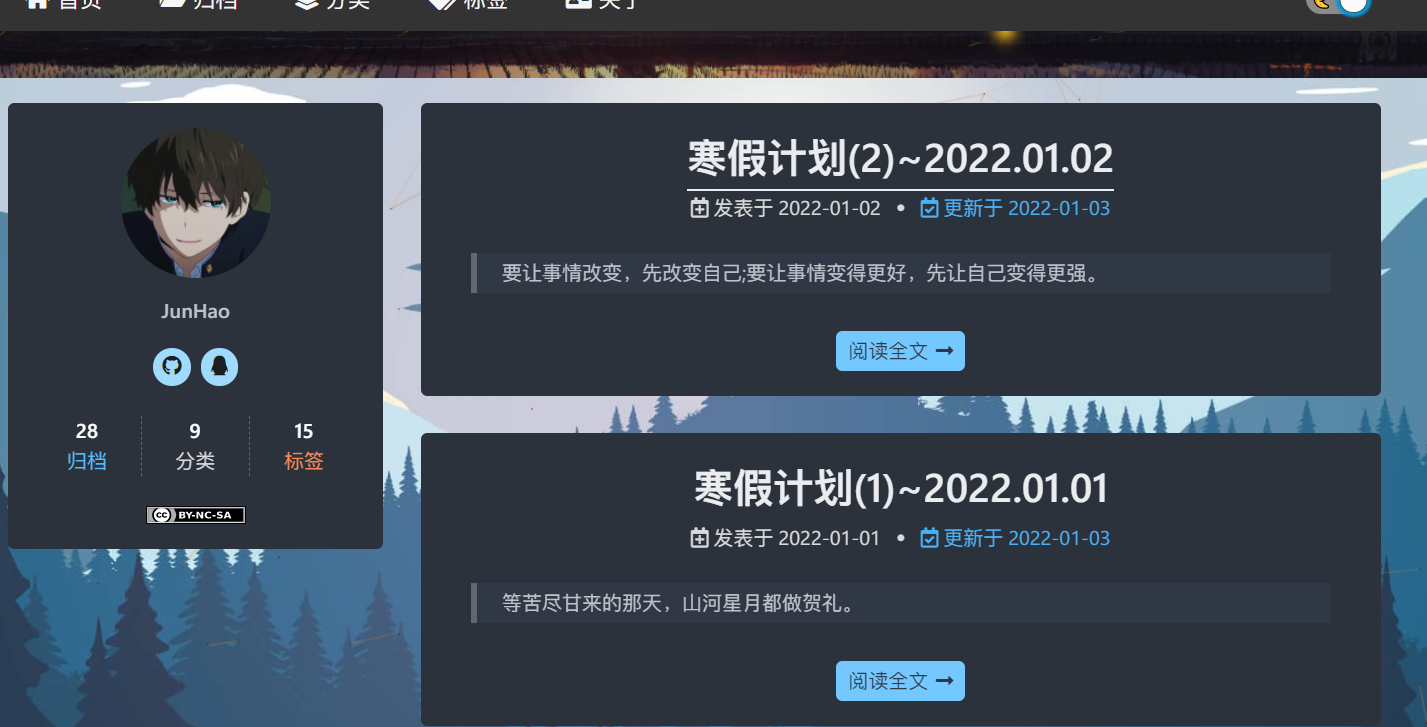 首页 归档 分类 标签 关于
JunHao
28 9 15
归档 分类 标签
CC BY-NC-SA
寒假计划(2)~2022.01.02
发表于 2022-01-02 • 更新于 2022-01-03
要让事情改变，先改变自己;要让事情变得更好，先让自己变得更强。
阅读全文
寒假计划(1)~2022.01.01
发表于 2022-01-01 • 更新于 2022-01-03
等苦尽甘来的那天，山河星月都做贺礼。
阅读全文